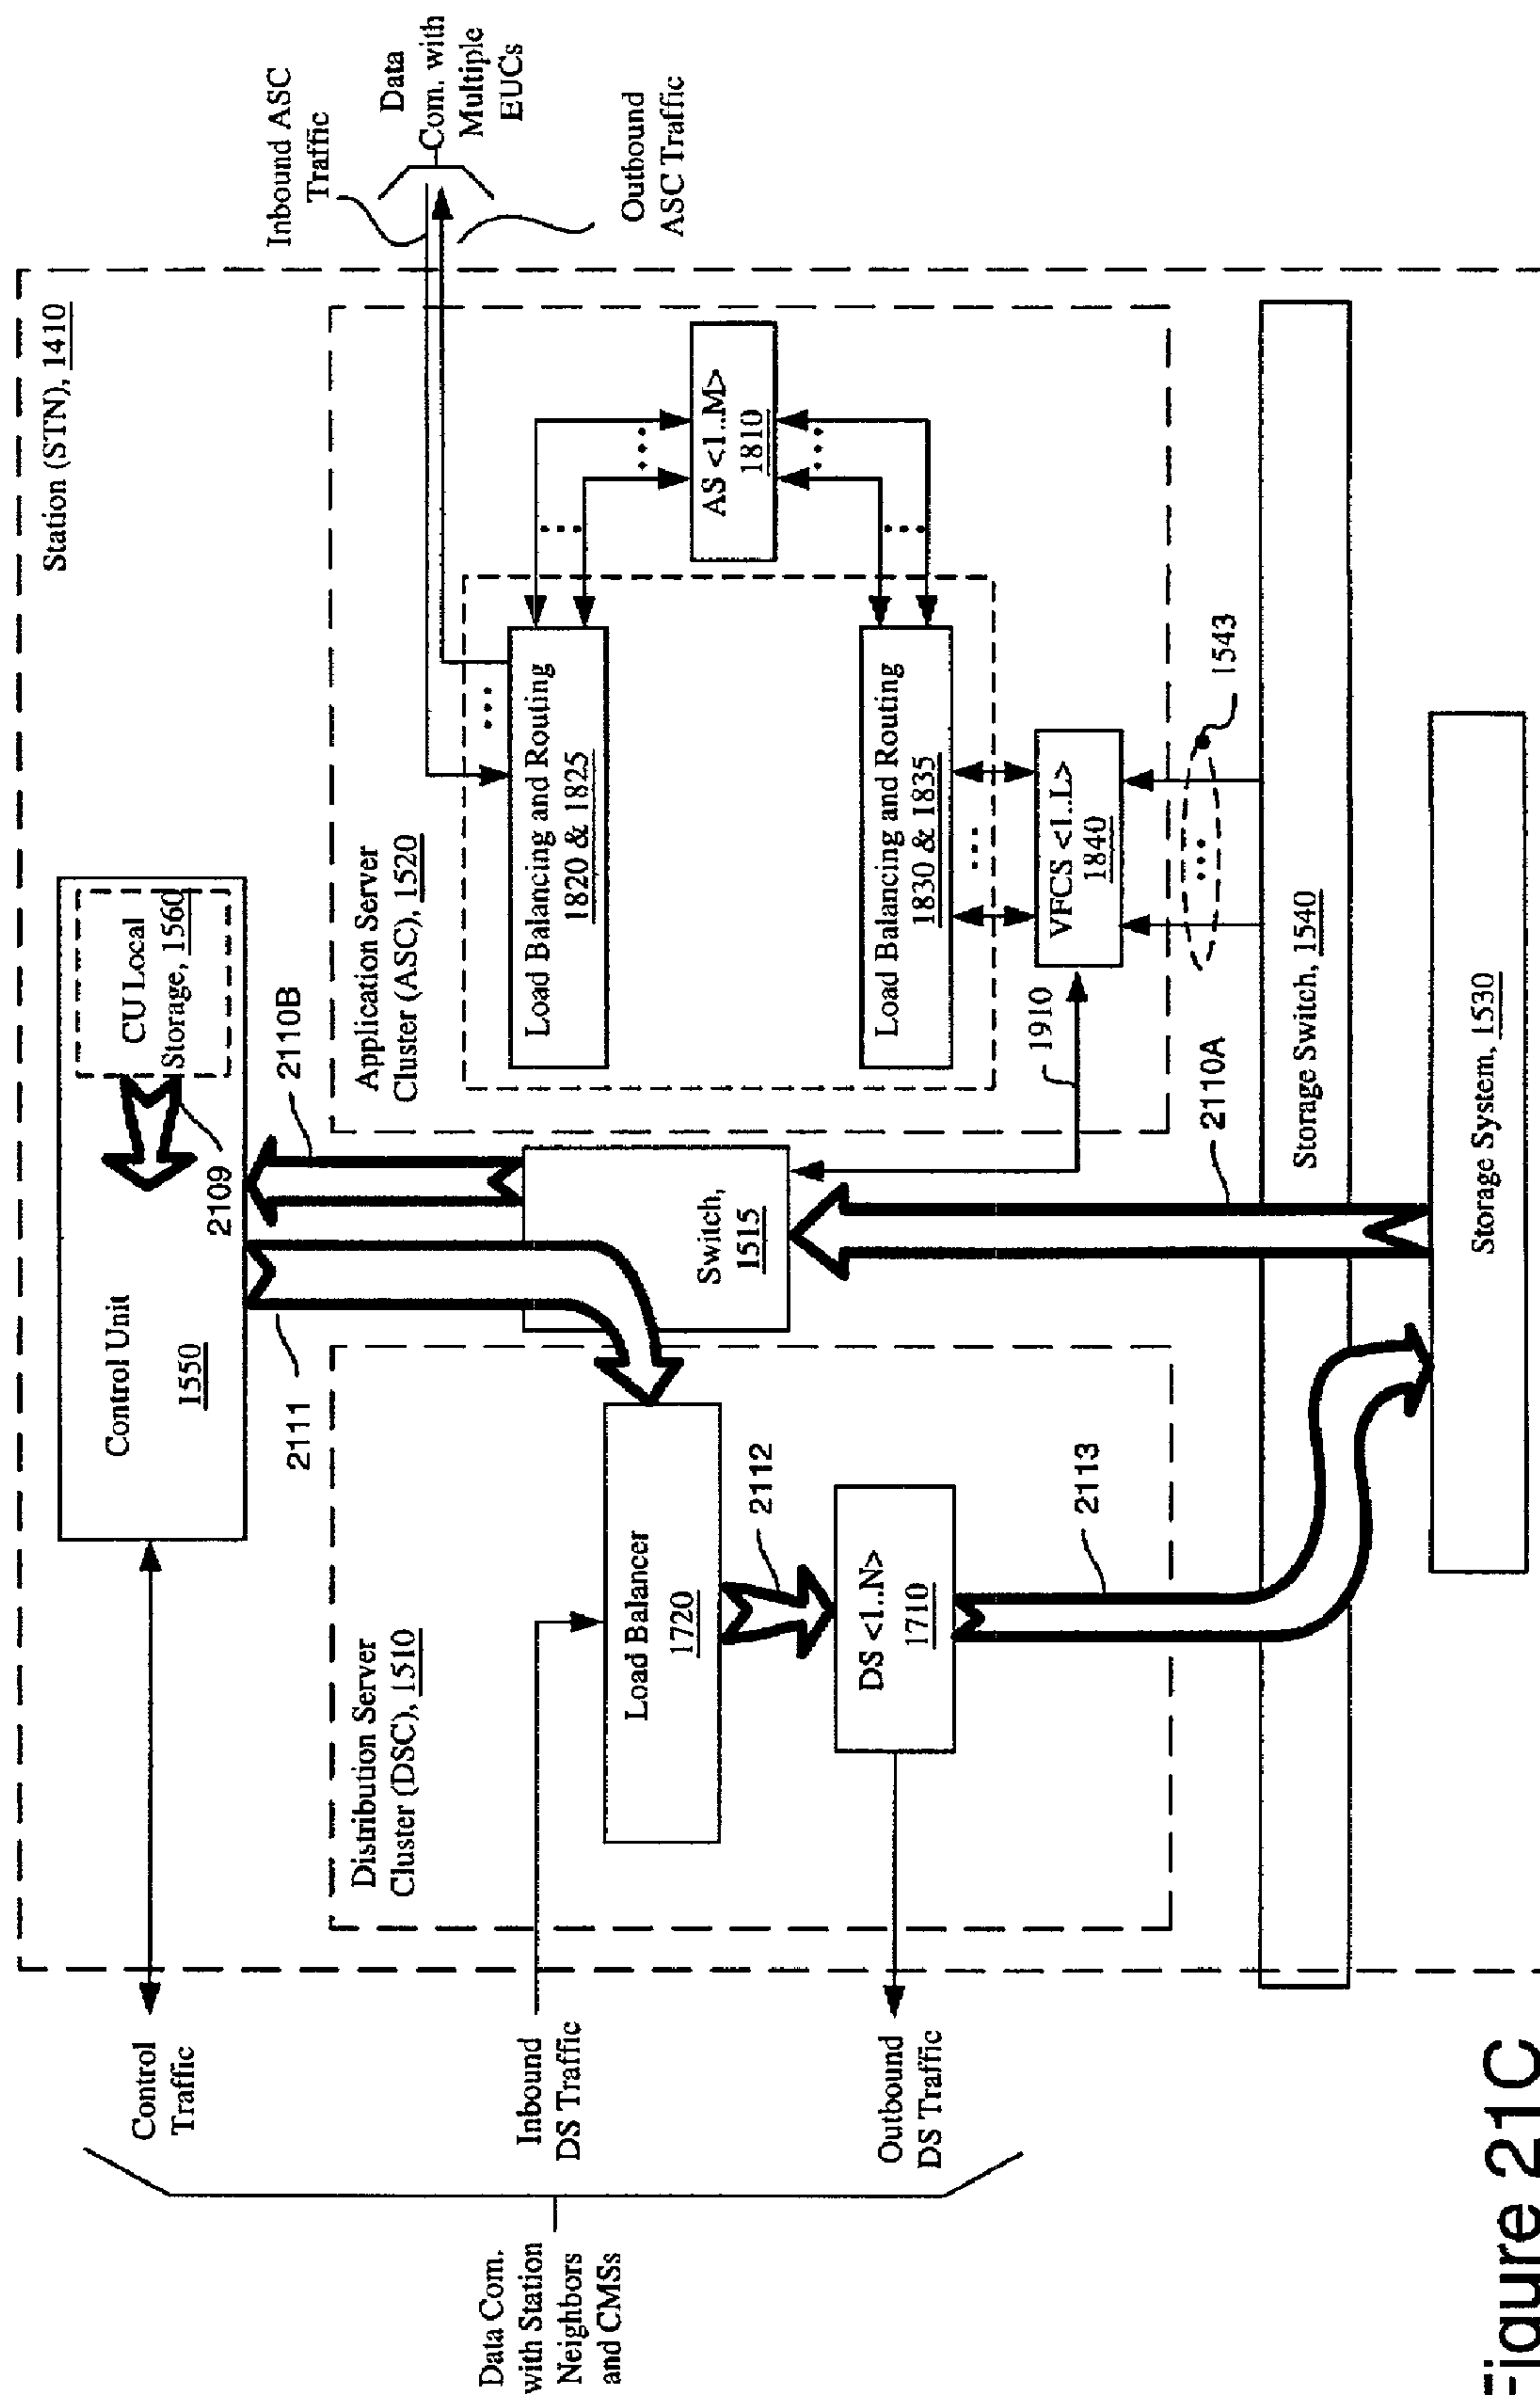 Station (STN), 1410
Control Unit
1550
CU Local
Storage, 1560
2109
2110B
2111
Control
Traffic
Inbound
DS Traffic
Outbound
DS Traffic
Data Com.
with Station
Neighbors
and CMSs
Distribution Server
Cluster (DSC), 1510
Load Balancer
1720
2112
DS <1..N>
1710
2113
Switch,
1515
Application Server
Cluster (ASC), 1520
Load Balancing and Routing
1820 & 1825
...
AS <1..M>
1810
...
...
...
...
Load Balancing and Routing
1830 & 1835
...
VFCS <1..L>
1840
1910
...
1543
2110A
Inbound ASC
Traffic
Data
Com. with
Multiple
EUCs
Outbound
ASC Traffic
Storage Switch, 1540
Storage System, 1530
Figure 21C